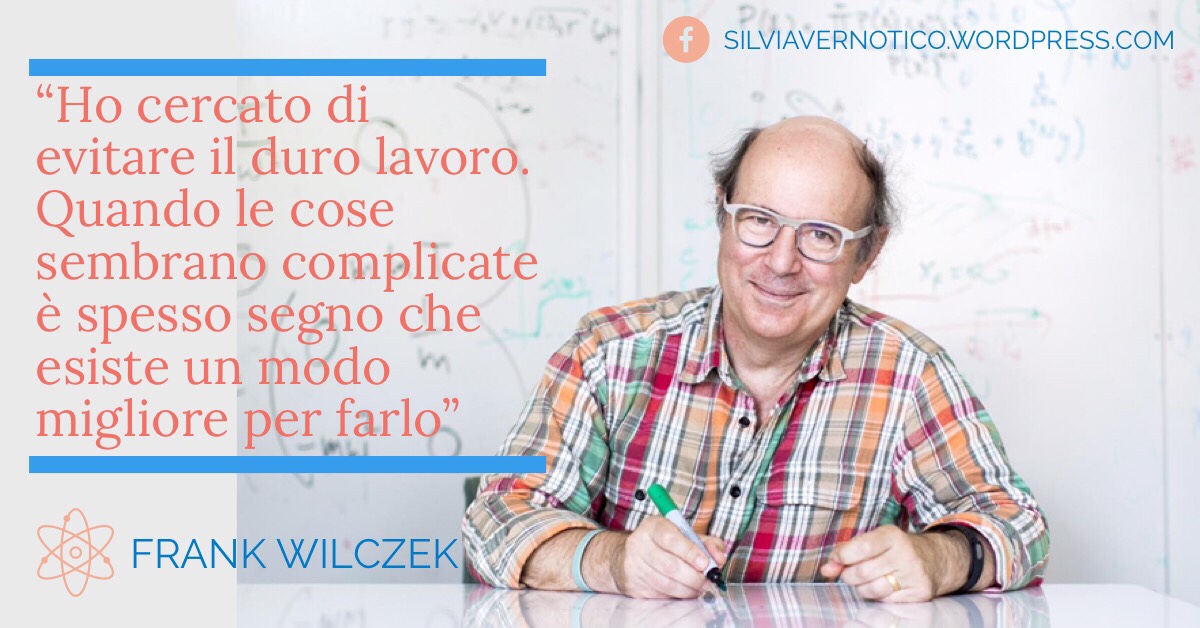 SILVIAVERNOTICO.WORDPRESS.COM
“Ho cercato di
evitare il duro lavoro.
Quando le cose
sembrano complicate
è spesso segno che
esiste un modo
migliore per farlo”
FRANK WILCZEK